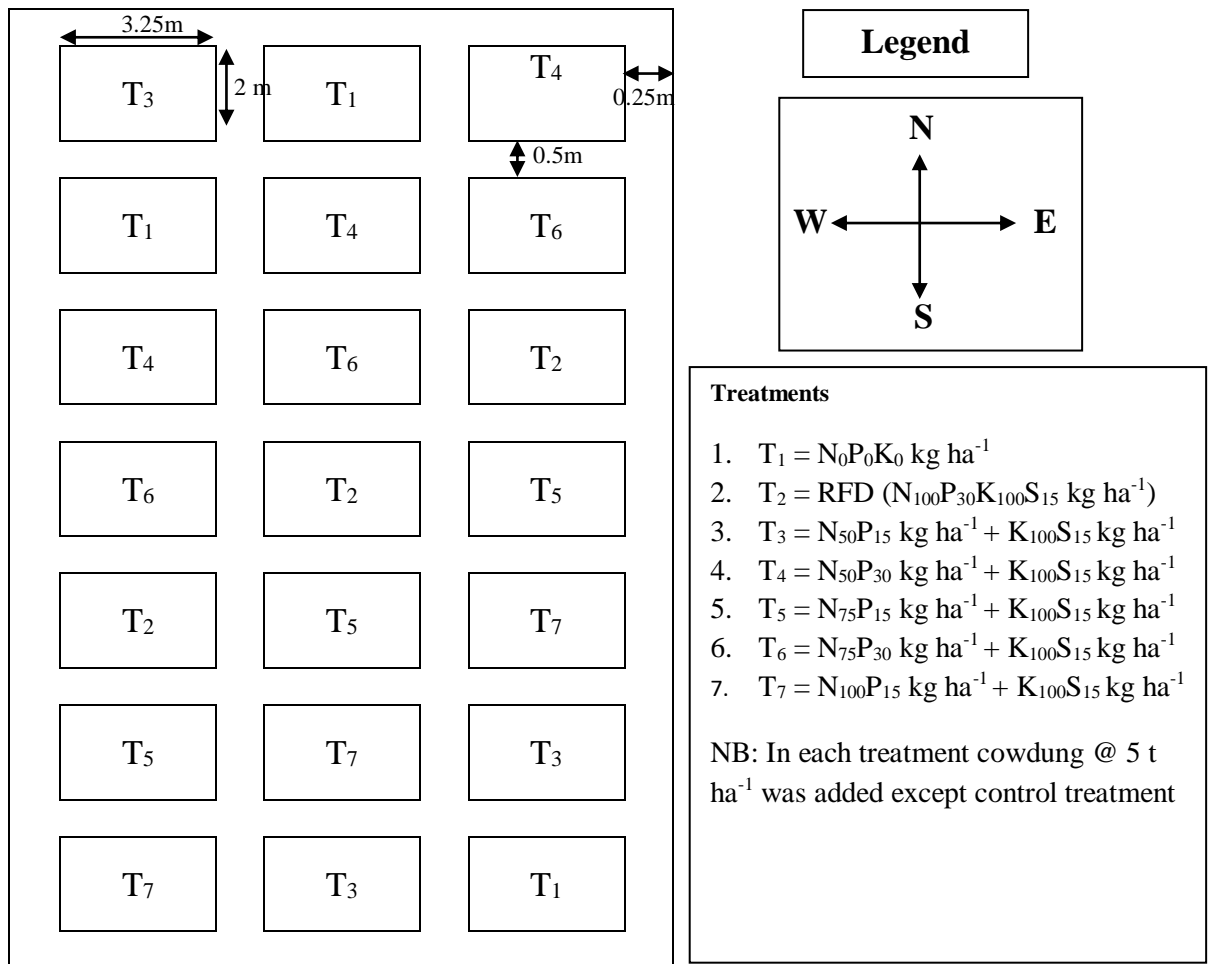 3.25m
2 m
0.25m
0.5m
T₃ T₁ T₄
T₁ T₄ T₆
T₄ T₆ T₂
T₆ T₂ T₅
T₂ T₅ T₇
T₅ T₇ T₃
T₇ T₃ T₁
Legend
N
W E
S
Treatments
1. T₁ = N₀P₀K₀ kg ha⁻¹
2. T₂ = RFD (N₁₀₀P₃₀K₁₀₀S₁₅ kg ha⁻¹)
3. T₃ = N₅₀P₁₅ kg ha⁻¹ + K₁₀₀S₁₅ kg ha⁻¹
4. T₄ = N₅₀P₃₀ kg ha⁻¹ + K₁₀₀S₁₅ kg ha⁻¹
5. T₅ = N₇₅P₁₅ kg ha⁻¹ + K₁₀₀S₁₅ kg ha⁻¹
6. T₆ = N₇₅P₃₀ kg ha⁻¹ + K₁₀₀S₁₅ kg ha⁻¹
7. T₇ = N₁₀₀P₁₅ kg ha⁻¹ + K₁₀₀S₁₅ kg ha⁻¹
NB: In each treatment cowdung @ 5 t
ha⁻¹ was added except control treatment